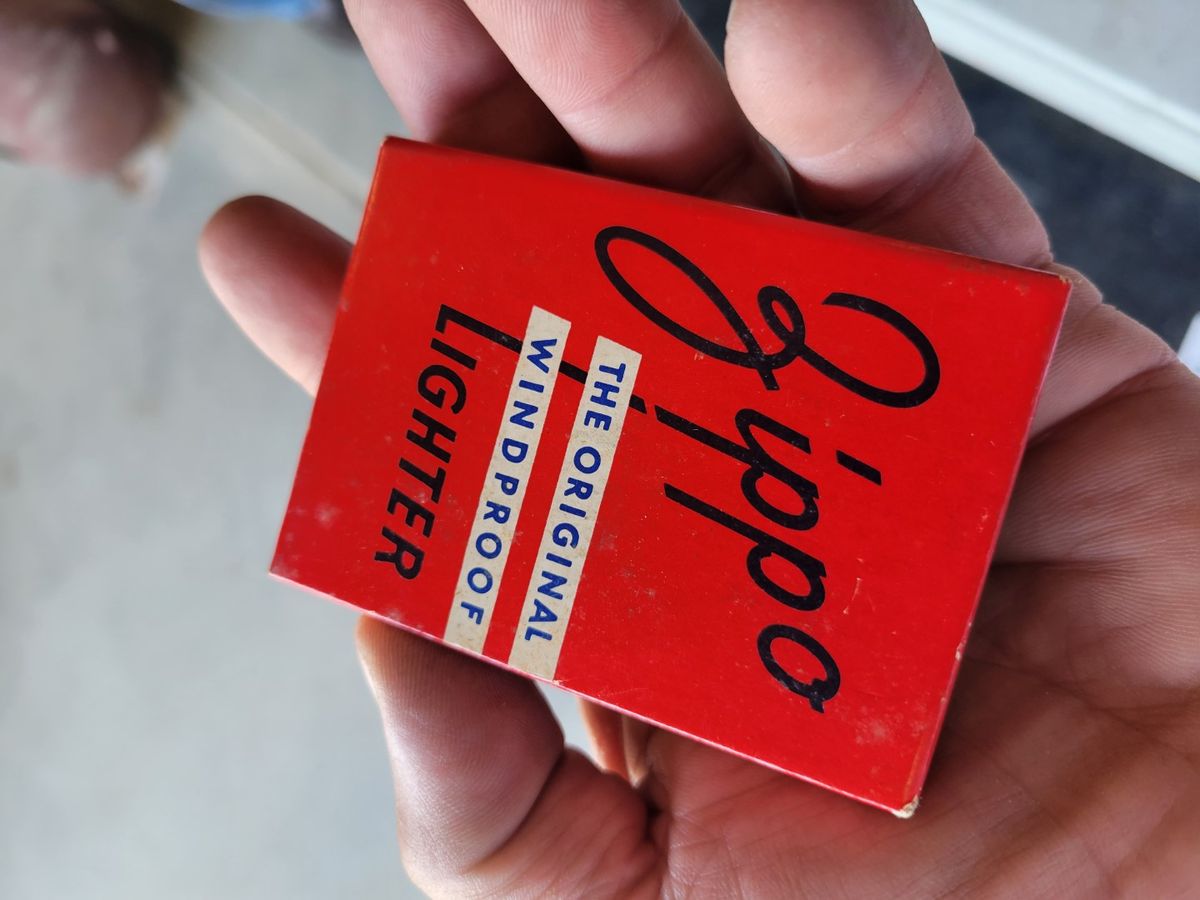 Zippo
THE ORIGINAL
WINDPROOF
LIGHTER